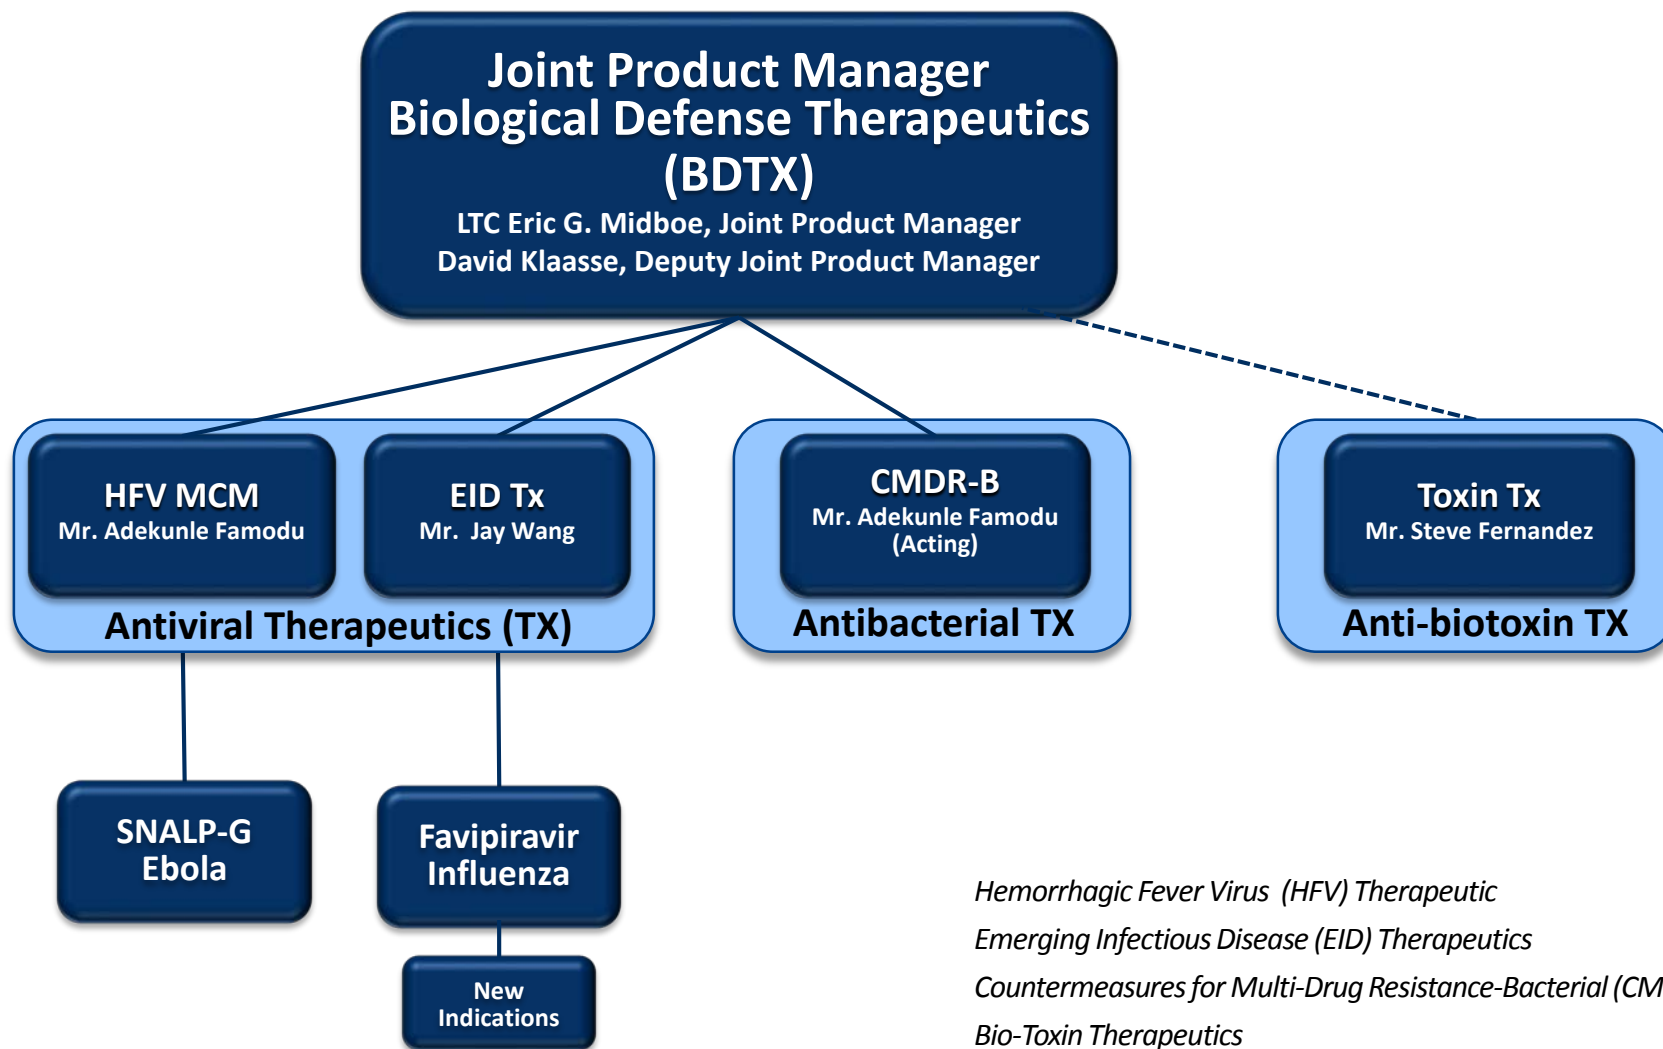 Joint Product Manager
Biological Defense Therapeutics
(BDTX)
LTC Eric G. Midboe, Joint Product Manager
David Klaasse, Deputy Joint Product Manager
HFV MCM
Mr. Adekunle Famodu
EID Tx
Mr. Jay Wang
Antiviral Therapeutics (TX)
CMDR-B
Mr. Adekunle Famodu
(Acting)
Antibacterial TX
Toxin Tx
Mr. Steve Fernandez
Anti-biotoxin TX
SNALP-G
Ebola
Favipiravir
Influenza
New
Indications
Hemorrhagic Fever Virus (HFV) Therapeutic
Emerging Infectious Disease (EID) Therapeutics
Countermeasures for Multi-Drug Resistance-Bacterial (CM
Bio-Toxin Therapeutics